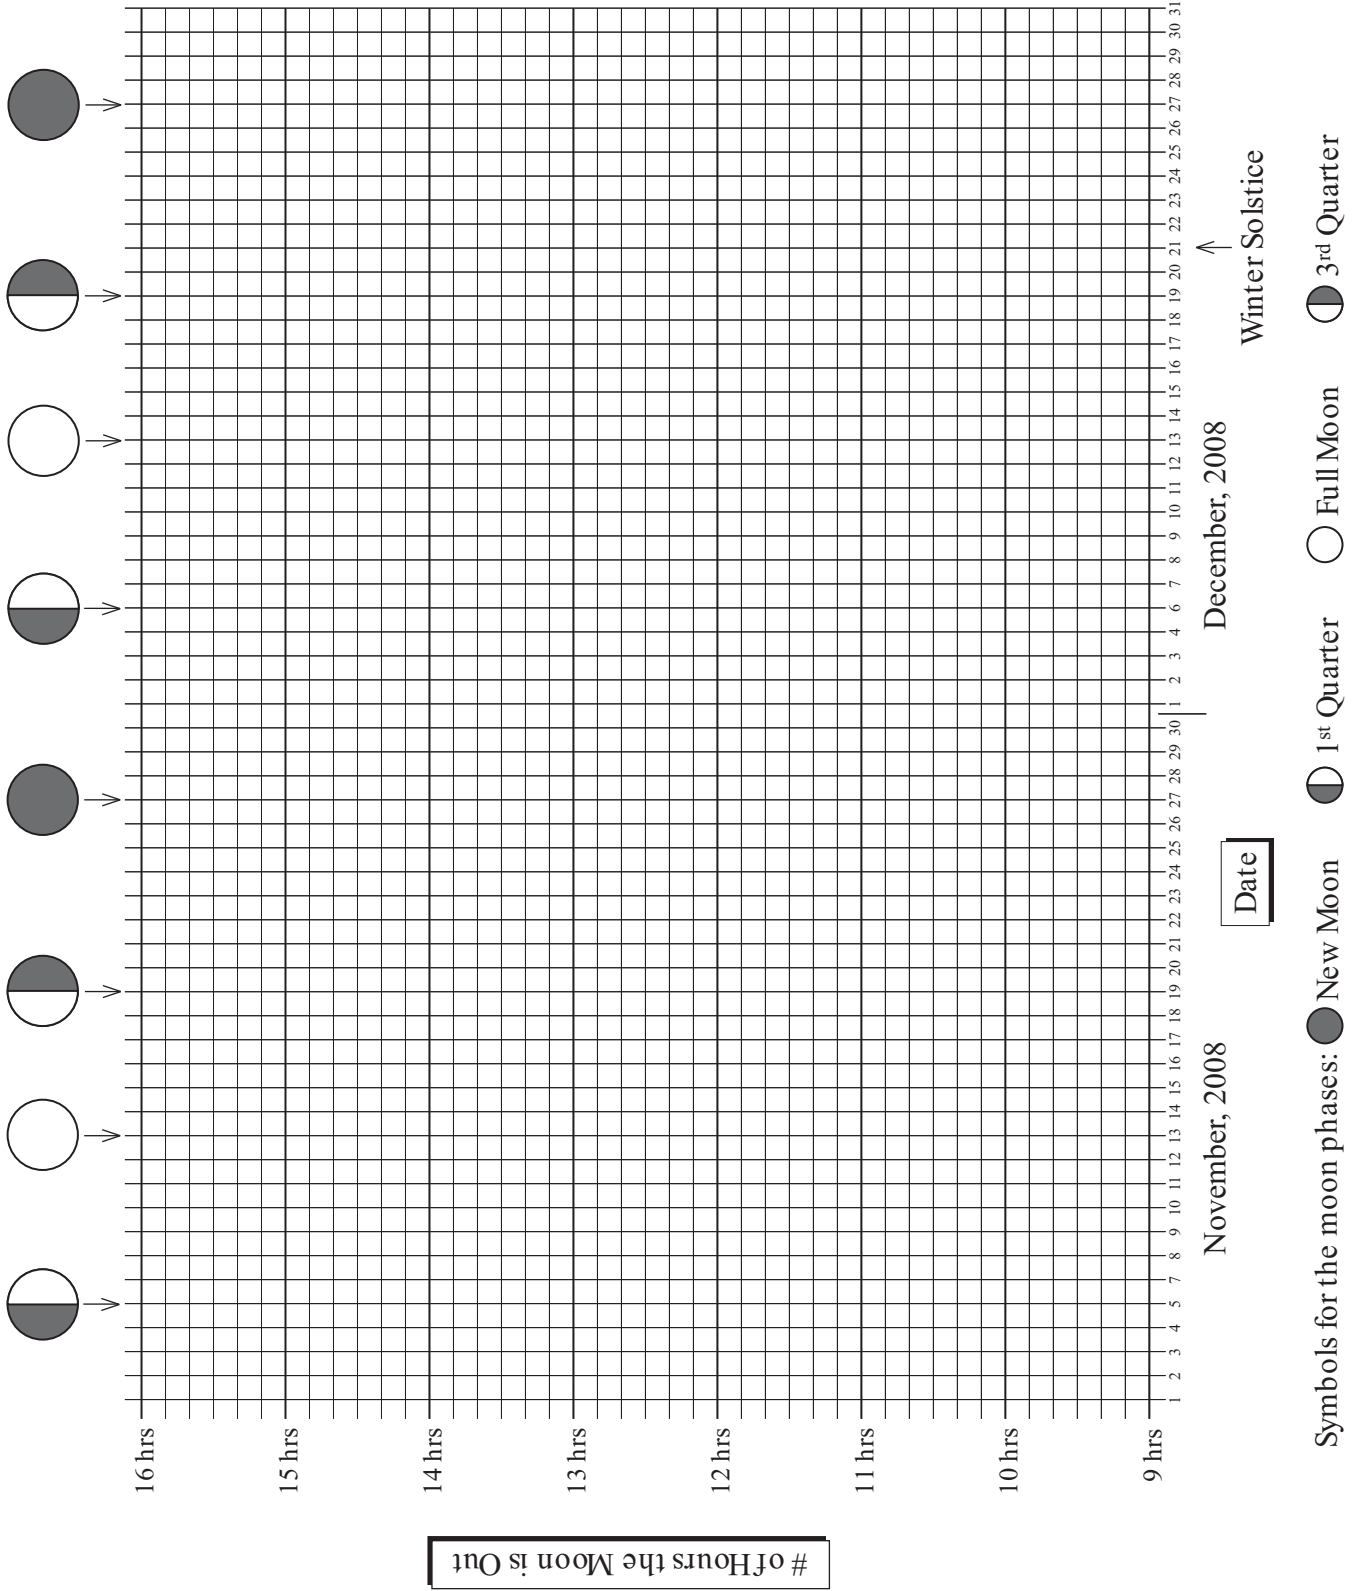 # of Hours the Moon is Out
16 hrs
15 hrs
14 hrs
13 hrs
12 hrs
11 hrs
10 hrs
9 hrs
1 2 3 4 5 7 8 9 10 11 12 13 14 15 16 17 18 19 20 21 22 23 24 25 26 27 28 29 30 1 2 3 4 6 7 8 9 10 11 12 13 14 15 16 17 18 19 20 21 22 23 24 25 26 27 28 29 30 31
November, 2008
December, 2008
Date
Winter Solstice
Symbols for the moon phases: New Moon 1st Quarter Full Moon 3rd Quarter